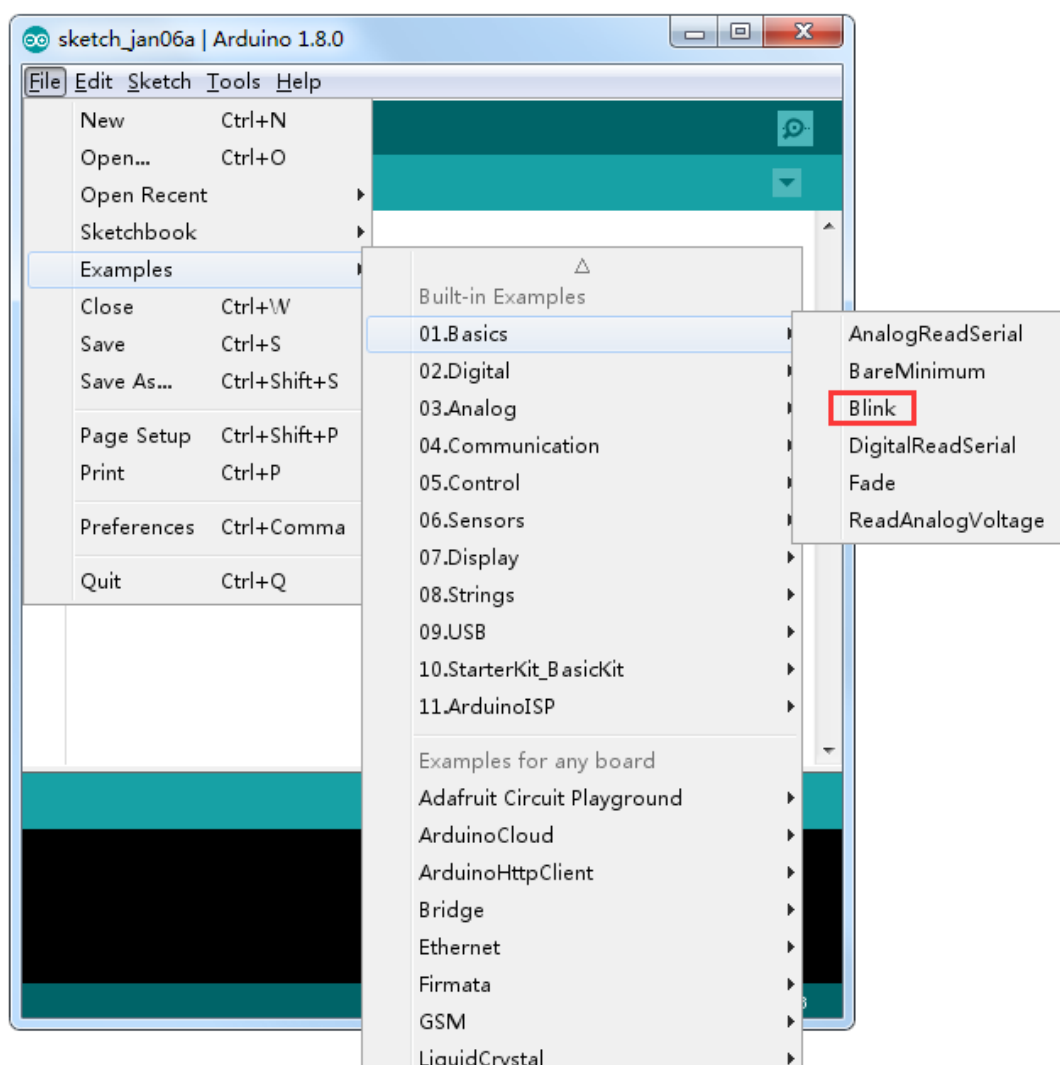 sketch_jan06a | Arduino 1.8.0
File Edit Sketch Tools Help
New Ctrl+N
Open... Ctrl+O
Open Recent
Sketchbook
Examples
Close Ctrl+W
Save Ctrl+S
Save As... Ctrl+Shift+S
Page Setup Ctrl+Shift+P
Print Ctrl+P
Preferences Ctrl+Comma
Quit Ctrl+Q
Built-in Examples
01.Basics
02.Digital
03.Analog
04.Communication
05.Control
06.Sensors
07.Display
08.Strings
09.USB
10.StarterKit_BasicKit
11.ArduinoISP
Examples for any board
Adafruit Circuit Playground
ArduinoCloud
ArduinoHttpClient
Bridge
Ethernet
Firmata
GSM
LiquidCrystal
AnalogReadSerial
BareMinimum
Blink
DigitalReadSerial
Fade
ReadAnalogVoltage